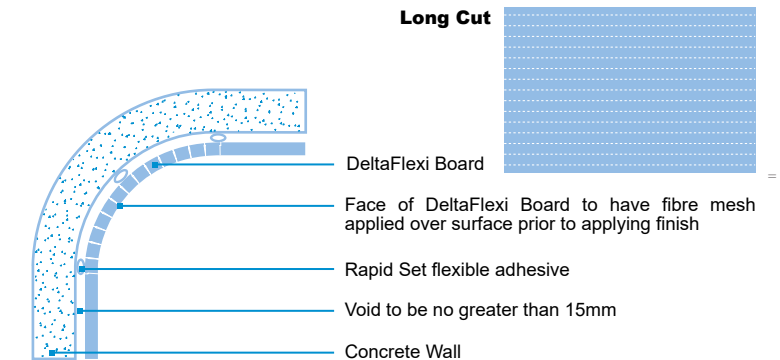 Long Cut
DeltaFlexi Board
Face of DeltaFlexi Board to have fibre mesh
applied over surface prior to applying finish
Rapid Set flexible adhesive
Void to be no greater than 15mm
Concrete Wall